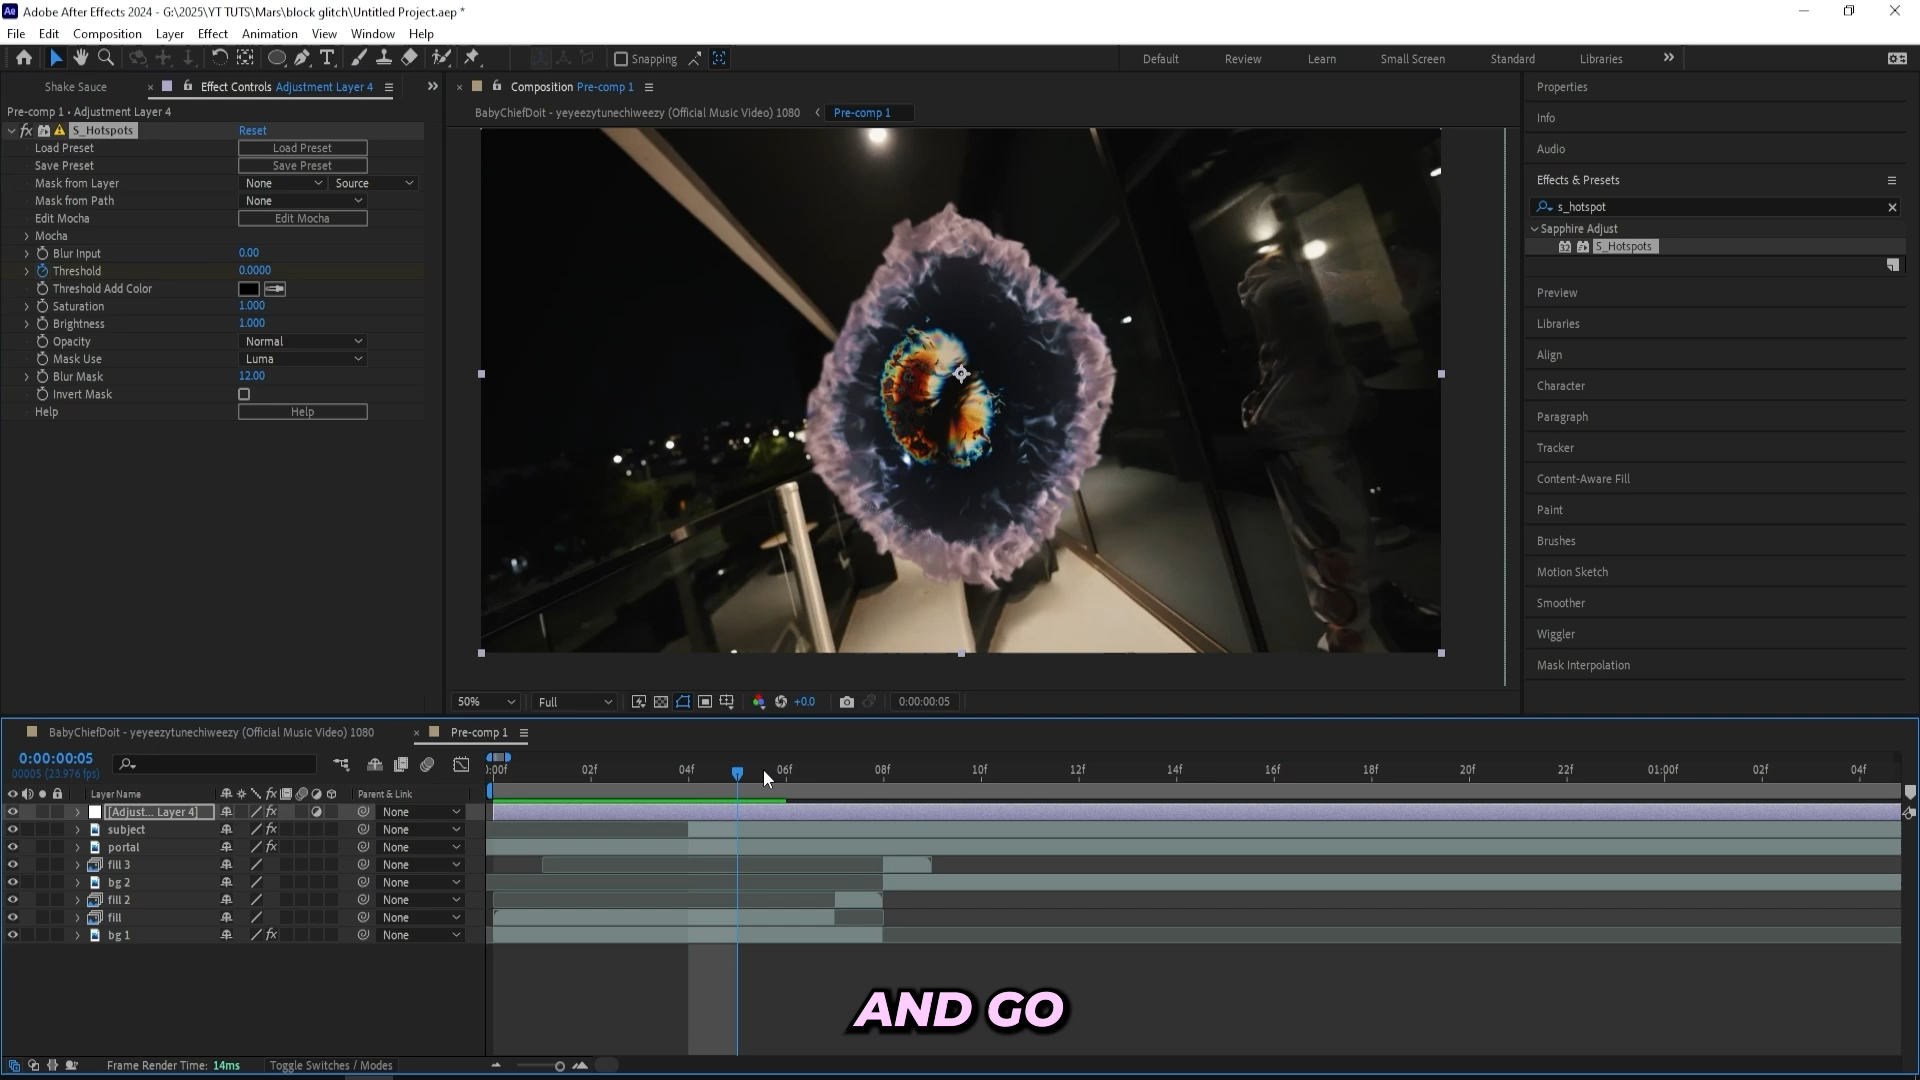 Adobe After Effects 2024 - G:\2025\YT TUTS\Mars\block glitch\Untitled Project.aep *
File Edit Composition Layer Effect Animation View Window Help
Snapping
Default Review Learn Small Screen Standard Libraries
Shake Sauce
Effect Controls Adjustment Layer 4
Composition Pre-comp 1
Pre-comp 1 • Adjustment Layer 4
BabyChiefDoit - yeyeezytunechiweezy (Official Music Video) 1080
Pre-comp 1
fx S_Hotspots Reset
Load Preset Load Preset
Save Preset Save Preset
Mask from Layer None Source
Mask from Path None
Edit Mocha Edit Mocha
Mocha
Blur Input 0.00
Threshold 0.0000
Threshold Add Color
Saturation 1.000
Brightness 1.000
Opacity Normal
Mask Use Luma
Blur Mask 12.00
Invert Mask
Help Help
Properties
Info
Audio
Effects & Presets
s_hotspot
Sapphire Adjust
S_Hotspots
Preview
Libraries
Align
Character
Paragraph
Tracker
Content-Aware Fill
Paint
Brushes
Motion Sketch
Smoother
Wiggler
Mask Interpolation
50% Full +0.0 0:00:00:05
BabyChiefDoit - yeyeezytunechiweezy (Official Music Video) 1080
Pre-comp 1
0:00:00:05
00005 (23.976 fps)
:00f 02f 04f 06f 08f 10f 12f 14f 16f 18f 20f 22f 01:00f 02f 04f
Layer Name Parent & Link
[Adjust... Layer 4] None
subject None
portal None
fill 3 None
bg 2 None
fill 2 None
fill None
bg 1 None
AND GO
Frame Render Time: 14ms
Toggle Switches / Modes